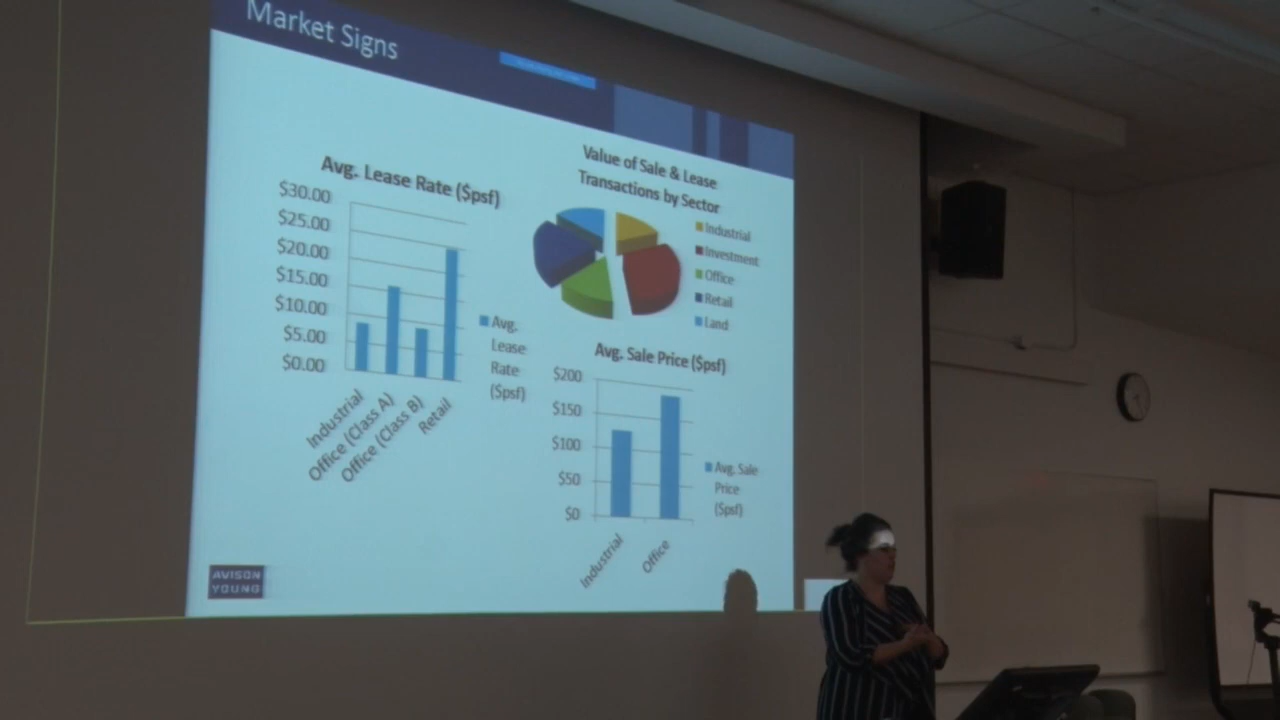 Market Signs
Avg. Lease Rate ($psf)
$30.00
$25.00
$20.00
$15.00
$10.00
$5.00
$0.00
Industrial
Office (Class A)
Office (Class B)
Retail
Avg.
Lease
Rate
($psf)
Value of Sale & Lease
Transactions by Sector
Industrial
Investment
Office
Retail
Land
Avg. Sale Price ($psf)
$200
$150
$100
$50
$0
Industrial
Office
Avg. Sale
Price
($psf)
AVISON
YOUNG